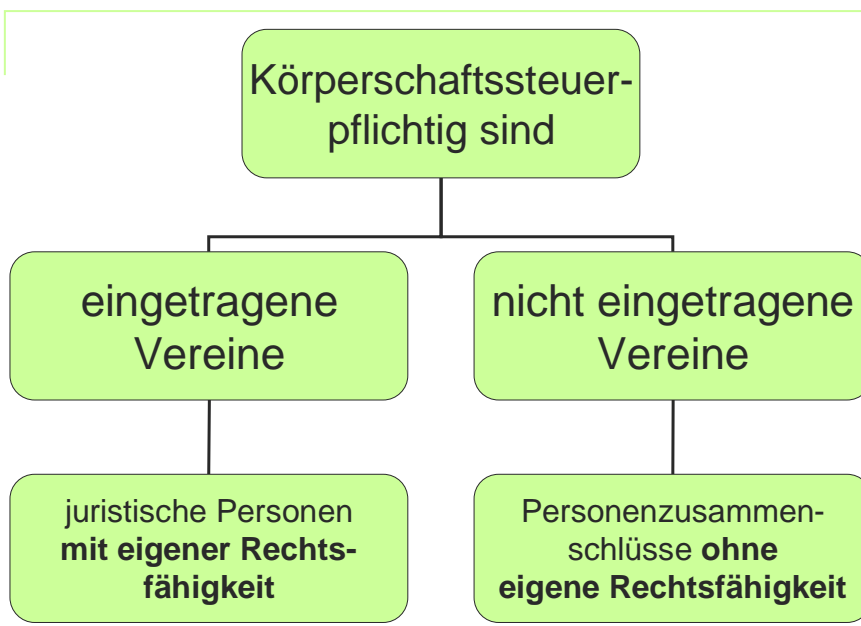 Körperschaftssteuer-
pflichtig sind
eingetragene
Vereine
nicht eingetragene
Vereine
juristische Personen
mit eigener Rechts-
fähigkeit
Personenzusammen-
schlüsse ohne
eigene Rechtsfähigkeit